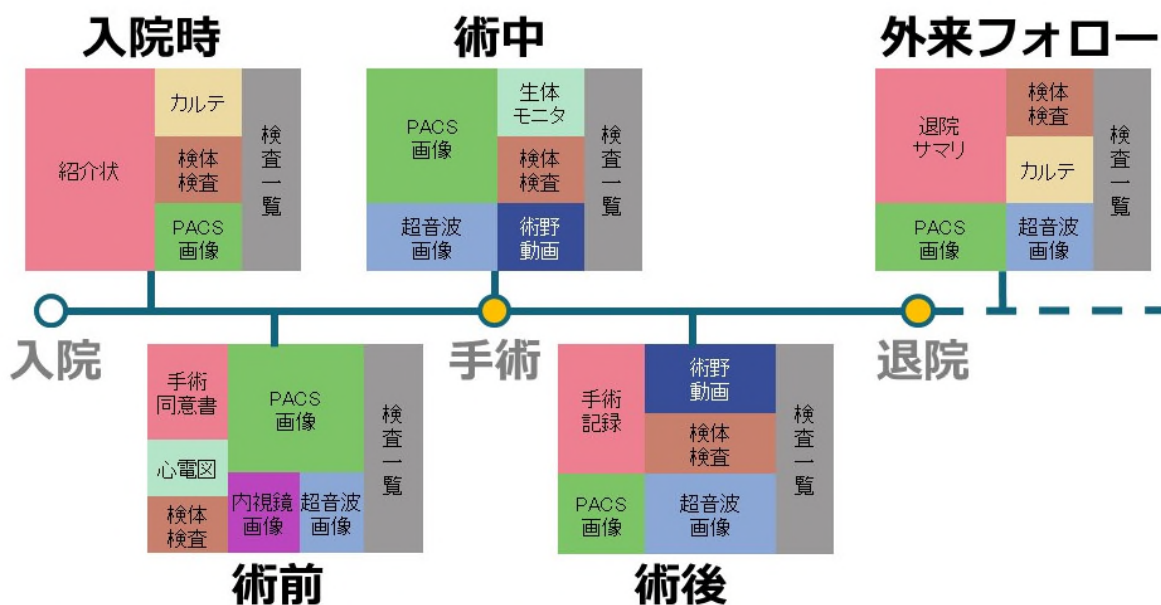 入院時
術中
外来フォロー
紹介状
カルテ
検体
検査
PACS
画像
検査一覧
PACS
画像
超音波
画像
生体
モニタ
検体
検査
術野
動画
検査一覧
退院
サマリ
PACS
画像
検体
検査
カルテ
超音波
画像
検査一覧
入院
手術
退院
手術
同意書
心電図
検体
検査
PACS
画像
内視鏡
画像
超音波
画像
検査一覧
手術
記録
PACS
画像
術野
動画
検体
検査
超音波
画像
検査一覧
術前
術後